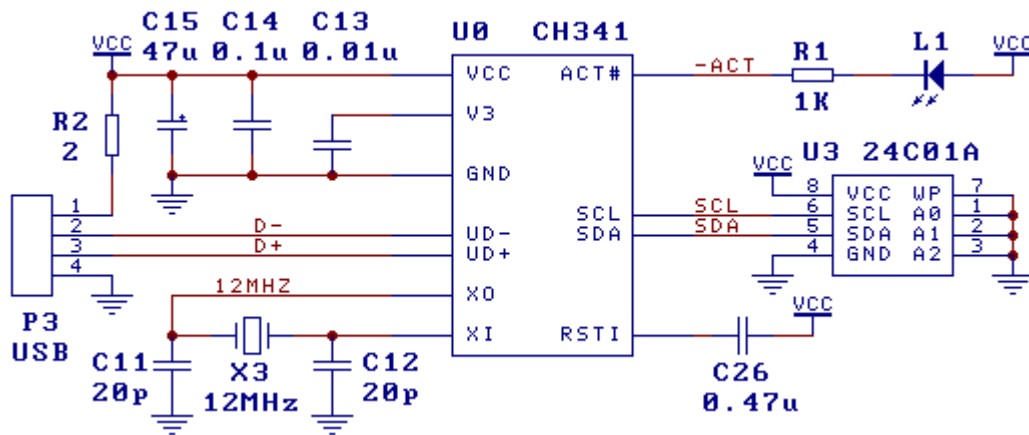 C15 C14 C13
47u 0.1u 0.01u
VCC
U0 CH341
VCC
V3
GND
UD-
UD+
XO
XI
ACT#
SCL
SDA
RSTI
-ACT
R1
1K
L1
VCC
R2
2
1
2
3
4
D-
D+
P3
USB
12MHZ
C11
20p
X3
12MHz
C12
20p
U3 24C01A
VCC
8 VCC WP 7
6 SCL A0 1
5 SDA A1 2
4 GND A2 3
SCL
SDA
VCC
C26
0.47u